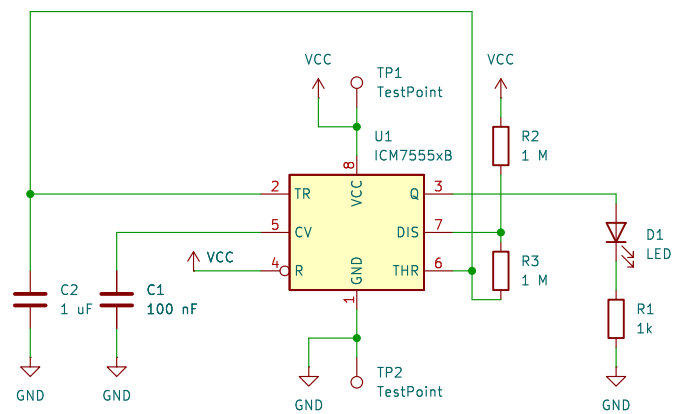 VCC
TP1
TestPoint
VCC
U1
ICM7555xB
R2
1 M
8
VCC
2
TR
Q
3
5
CV
DIS
7
VCC
4
R
GND
THR
6
R3
1 M
D1
LED
C2
1 uF
C1
100 nF
1
R1
1k
GND
GND
GND
TP2
TestPoint
GND